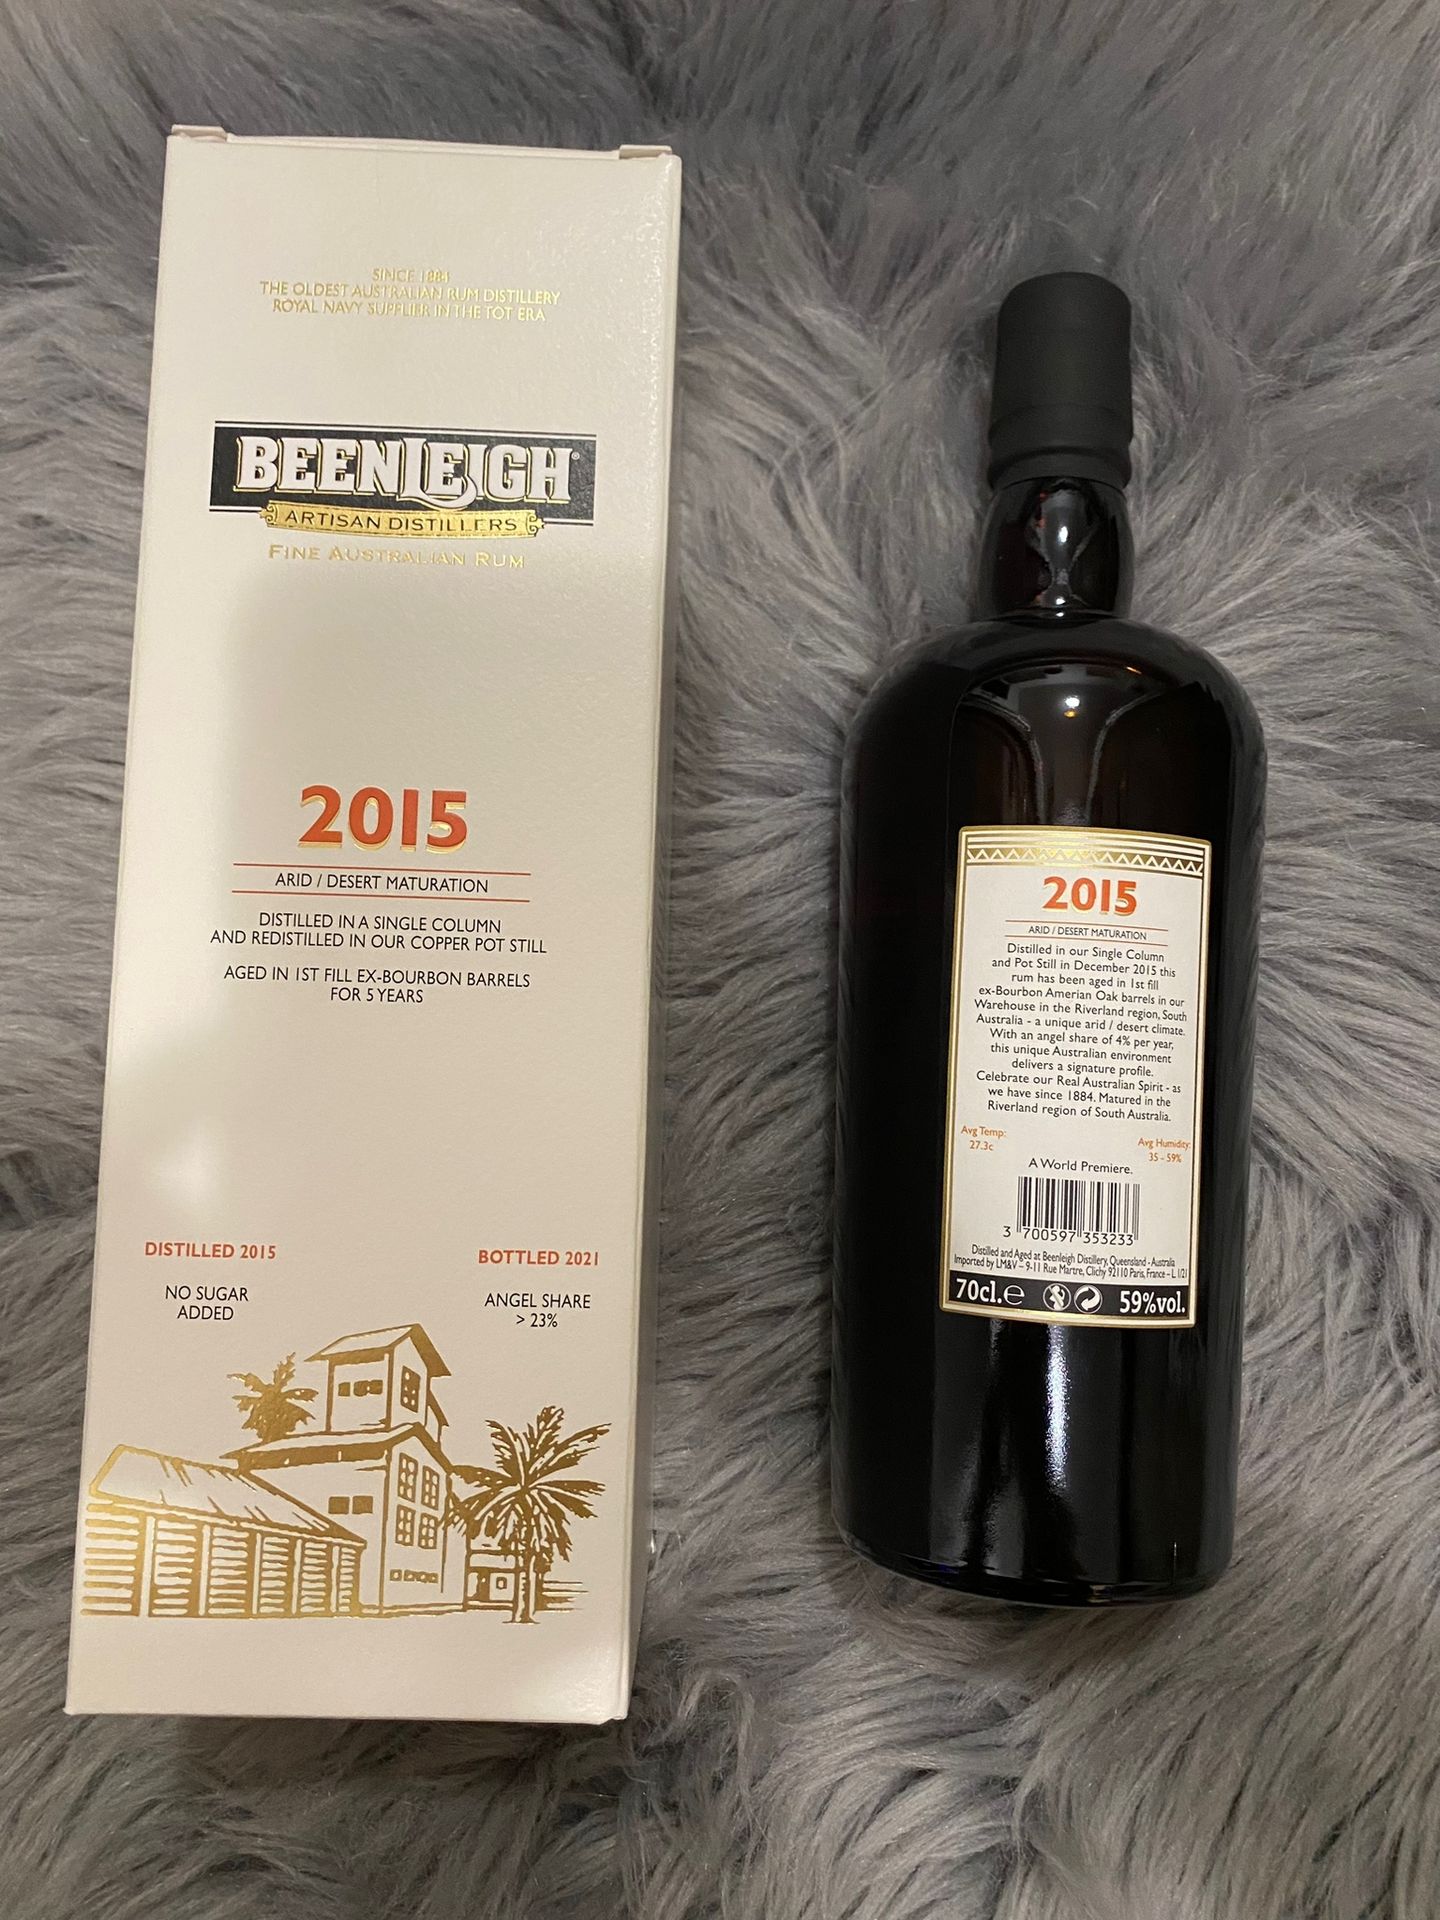 SINCE 1884
THE OLDEST AUSTRALIAN RUM DISTILLERY
ROYAL NAVY SUPPLIER IN THE TOT ERA
BEENLEIGH®
ARTISAN DISTILLERS
FINE AUSTRALIAN RUM
2015
ARID / DESERT MATURATION
DISTILLED IN A SINGLE COLUMN
AND REDISTILLED IN OUR COPPER POT STILL
AGED IN 1ST FILL EX-BOURBON BARRELS
FOR 5 YEARS
DISTILLED 2015
NO SUGAR
ADDED
BOTTLED 2021
ANGEL SHARE
> 23%
2015
ARID / DESERT MATURATION
Distilled in our Single Column
and Pot Still in December 2015 this
rum has been aged in 1st fill
ex-Bourbon Amerian Oak barrels in our
Warehouse in the Riverland region, South
Australia - a unique arid / desert climate.
With an angel share of 4% per year,
this unique Australian environment
delivers a signature profile.
Celebrate our Real Australian Spirit - as
we have since 1884. Matured in the
Riverland region of South Australia.
Avg Temp:
27.3c
Avg Humidity:
35 - 59%
A World Premiere.
3 700597 353233
Distilled and Aged at Beenleigh Distillery, Queensland - Australia
Imported by LM&V – 9-11 Rue Martre, Clichy 92110 Paris, France – L 1/21
70cl.e 59%vol.